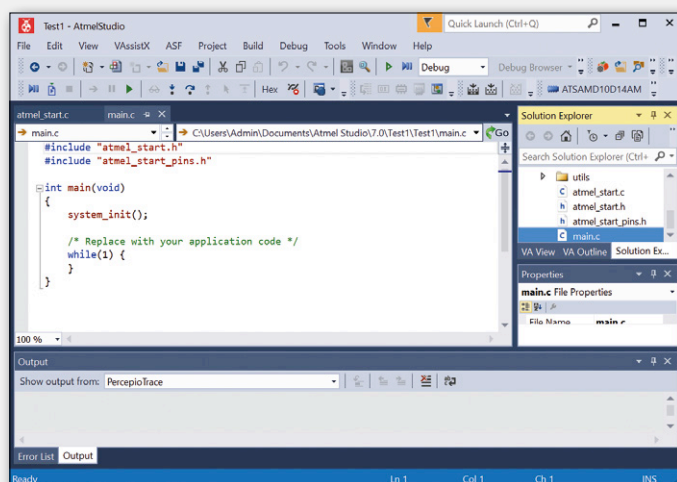 Test1 - AtmelStudio
Quick Launch (Ctrl+Q)
File Edit View VAssistX ASF Project Build Debug Tools Window Help
Debug Debug Browser
Hex ATSAMD10D14AM
atmel_start.c main.c
main.c C:\Users\Admin\Documents\Atmel Studio\7.0\Test1\Test1\main.c Go
#include "atmel_start.h"
#include "atmel_start_pins.h"
int main(void)
{
system_init();
/* Replace with your application code */
while(1) {
}
}
100 %
Solution Explorer
Search Solution Explorer (Ctrl+
utils
c atmel_start.c
h atmel_start.h
h atmel_start_pins.h
c main.c
VA View VA Outline Solution Ex...
Properties
main.c File Properties
File Name main.c
Output
Show output from: PercepioTrace
Error List Output
Ready Ln 1 Col 1 Ch 1 INS